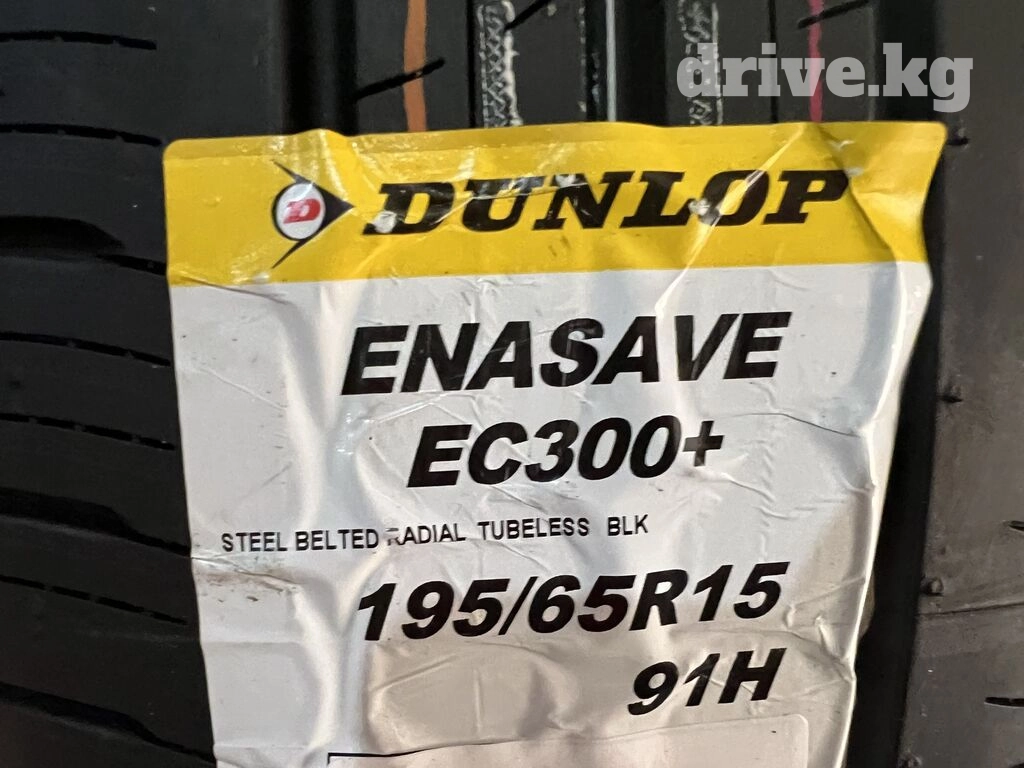 drive.kg
D DUNLOP
ENASAVE
EC300+
STEEL BELTED RADIAL TUBELESS BLK
195/65R15
91H